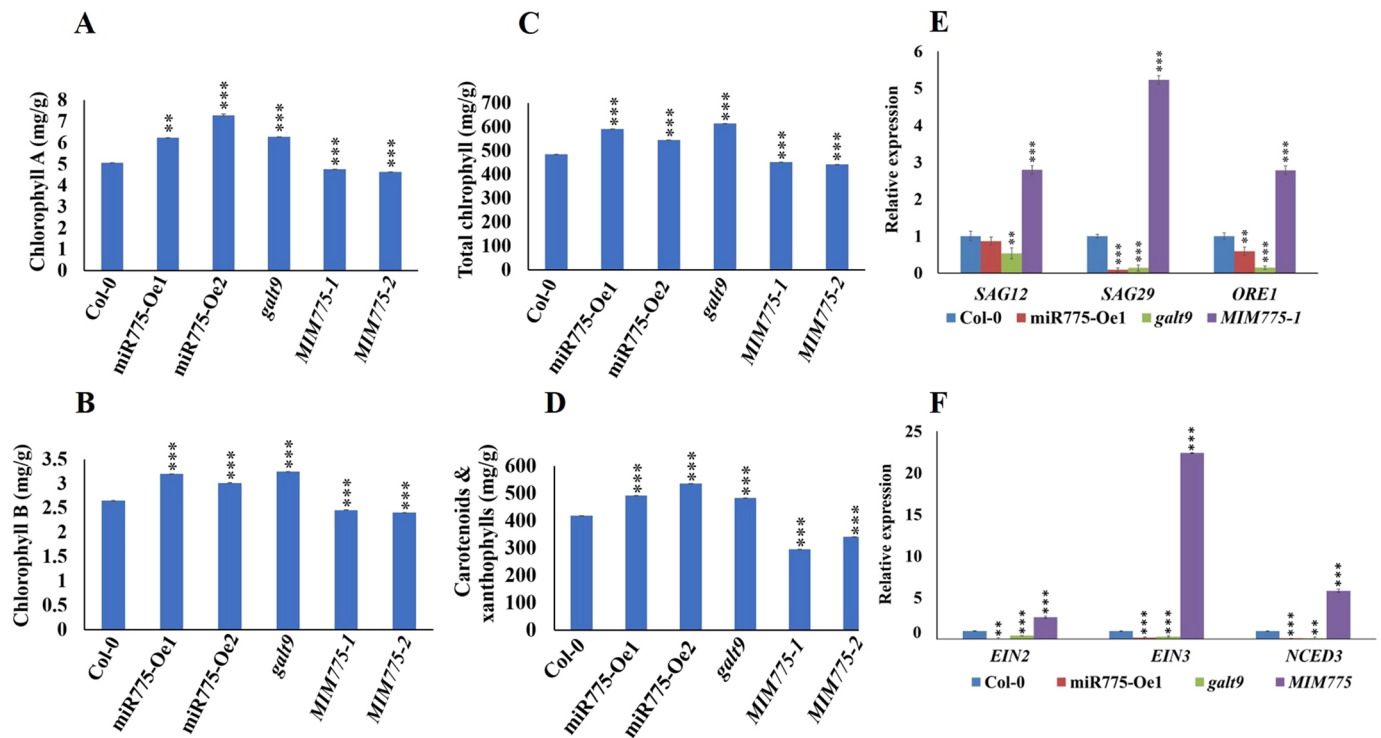 A
Chlorophyll A (mg/g)
8
7
6
5
4
3
2
1
0
**
***
***
***
***
Col-0
miR775-Oe1
miR775-Oe2
galt9
MIM775-1
MIM775-2
B
Chlorophyll B (mg/g)
3.5
3
2.5
2
1.5
1
0.5
0
***
***
***
***
***
Col-0
miR775-Oe1
miR775-Oe2
galt9
MIM775-1
MIM775-2
C
Total chlrophyll (mg/g)
700
600
500
400
300
200
100
0
***
***
***
***
***
Col-0
miR775-Oe1
miR775-Oe2
galt9
MIM775-1
MIM775-2
D
Carotenoids &
xanthophylls (mg/g)
600
500
400
300
200
100
0
***
***
***
***
***
Col-0
miR775-Oe1
miR775-Oe2
galt9
MIM775-1
MIM775-2
E
Relative expression
6
5
4
3
2
1
0
**
***
***
***
***
**
***
***
SAG12 SAG29 ORE1
Col-0 miR775-Oe1 galt9 MIM775-1
F
Relative expression
25
20
15
10
5
0
**
***
***
***
***
***
***
**
***
EIN2 EIN3 NCED3
Col-0 miR775-Oe1 galt9 MIM775